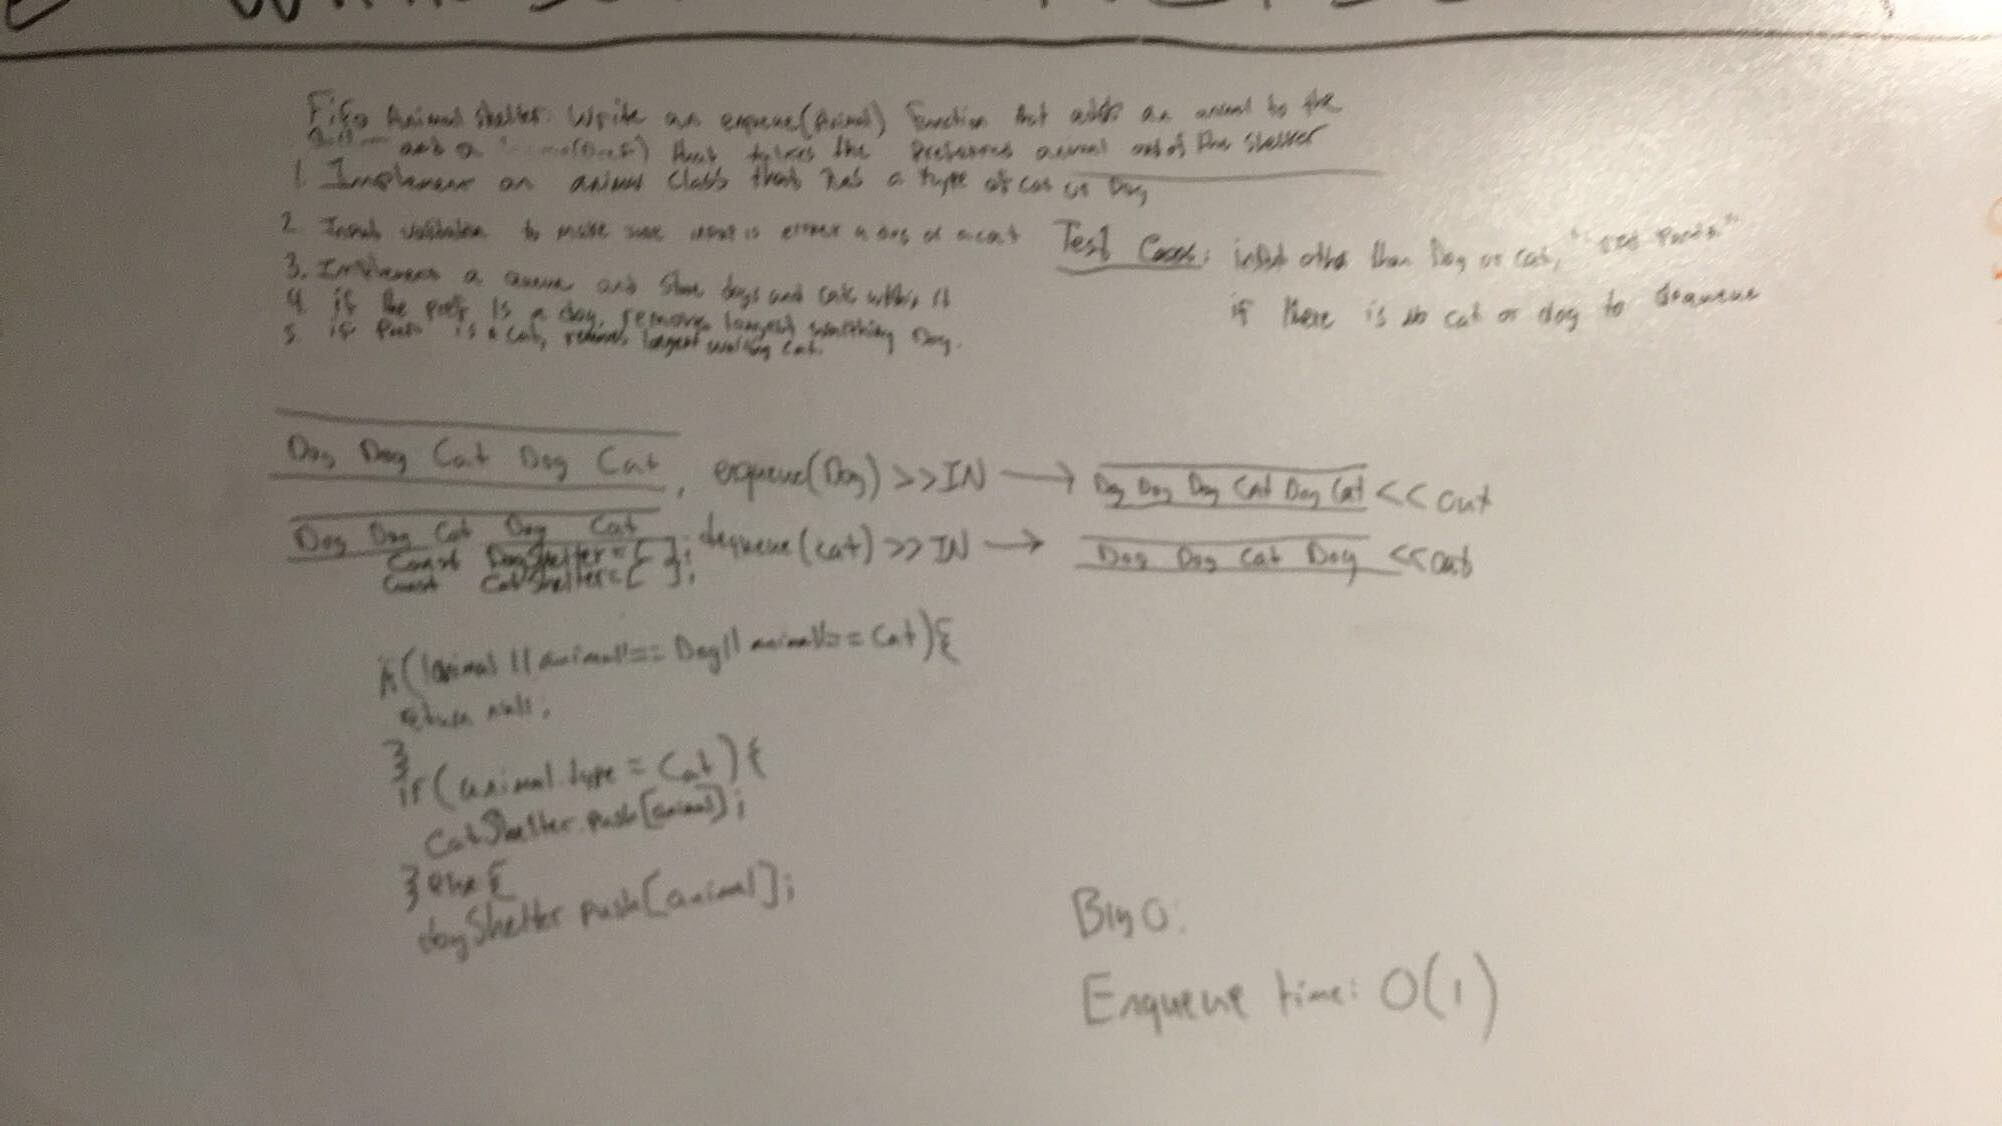 Fifo Animal Shelter: Write an enqueue(Animal) function that adds an animal to the
and a that takes the preferred animal out of the shelter
1. Implement an animal class that has a type of cat or Dog
2. Input validation to make sure input is either a dog or a cat
3. Implement a queue and store dogs and cats within it
4. if the pref is a dog, remove longest something Dog.
5. if pref is a cat, remove longest waiting cat.
Test Cases: input other than Dog or cat,
if there is no cat or dog to dequeue
Dog Dog Cat Dog Cat, enqueue(Dog) >>IN → Dog Dog Dog Cat Dog Cat <<out
Dog Dog Cat Dog Cat, dequeue(cat) >>IN → Dog Dog Cat Dog <<out
Const DogShelter=[ ];
Const CatShelter=[ ];
if(!animal || animal!== Dog|| animal!== Cat){
return null;
}
if(animal.type = Cat){
CatShelter.push[animal];
}else{
dogShelter push[animal];
Big O:
Enqueue time: O(1)